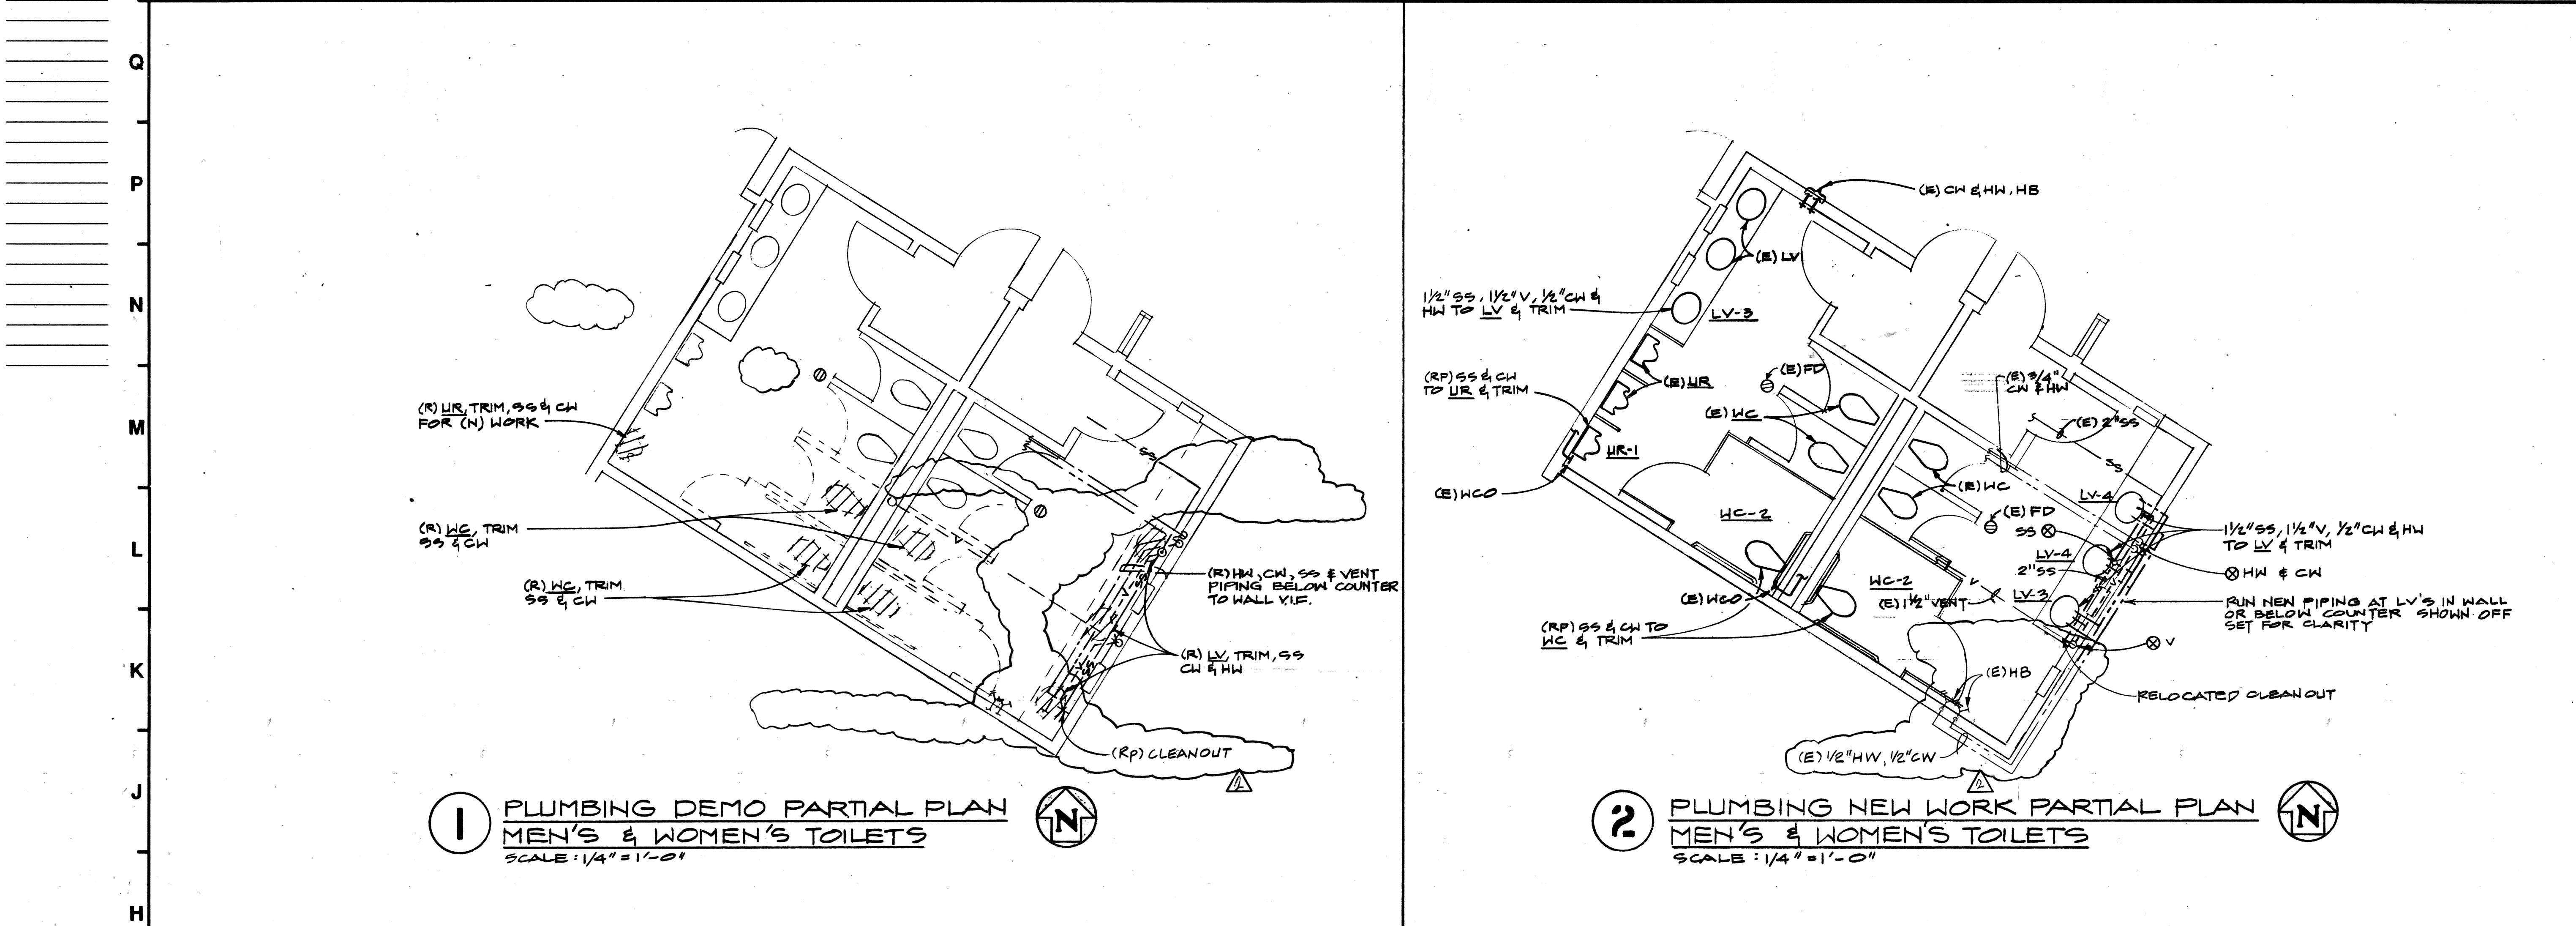 Q
P
N
M
L
K
J
H
(R) UR, TRIM, SS & CW
FOR (N) WORK
(R) WC, TRIM
SS & CW
(R) WC, TRIM
SS & CW
SS
V
SS
V
(R) HW, CW, SS & VENT
PIPING BELOW COUNTER
TO WALL V.I.F.
(R) LV, TRIM, SS
CW & HW
(Rp) CLEANOUT
2
1
PLUMBING DEMO PARTIAL PLAN
MEN'S & WOMEN'S TOILETS
SCALE : 1/4" = 1'-0"
N
(E) CW & HW, HB
(E) LV
1 1/2" SS, 1 1/2" V, 1/2" CW &
HW TO LV & TRIM
LV-3
(RP) SS & CW
TO UR & TRIM
(E) UR
(E) FD
(E) 3/4"
CW & HW
(E) WC
(E) 2" SS
UR-1
SS
(E) WCO
(R) WC
LV-4
WC-2
(E) FD
SS
1 1/2" SS, 1 1/2" V, 1/2" CW & HW
TO LV & TRIM
LV-4
2" SS
HW & CW
WC-2
V
(E) WCO
(E) 1 1/2" VENT
LV-3
RUN NEW PIPING AT LV'S IN WALL
OR BELOW COUNTER SHOWN OFF
SET FOR CLARITY
(RP) SS & CW TO
WC & TRIM
V
(E) HB
RELOCATED CLEANOUT
(E) 1/2" HW, 1/2" CW
2
2
PLUMBING NEW WORK PARTIAL PLAN
MEN'S & WOMEN'S TOILETS
SCALE : 1/4" = 1'-0"
N